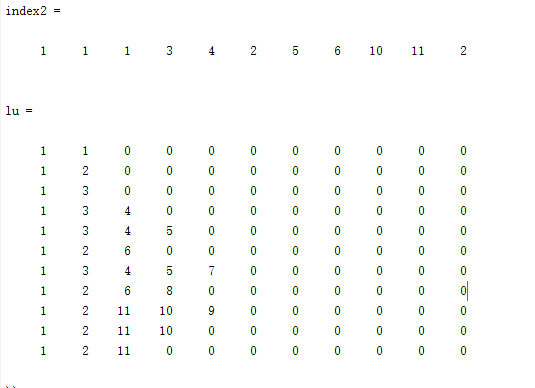 index2 =
1 1 1 3 4 2 5 6 10 11 2
lu =
1 1 0 0 0 0 0 0 0 0 0
1 2 0 0 0 0 0 0 0 0 0
1 3 0 0 0 0 0 0 0 0 0
1 3 4 0 0 0 0 0 0 0 0
1 3 4 5 0 0 0 0 0 0 0
1 2 6 0 0 0 0 0 0 0 0
1 3 4 5 7 0 0 0 0 0 0
1 2 6 8 0 0 0 0 0 0 0
1 2 11 10 9 0 0 0 0 0 0
1 2 11 10 0 0 0 0 0 0 0
1 2 11 0 0 0 0 0 0 0 0